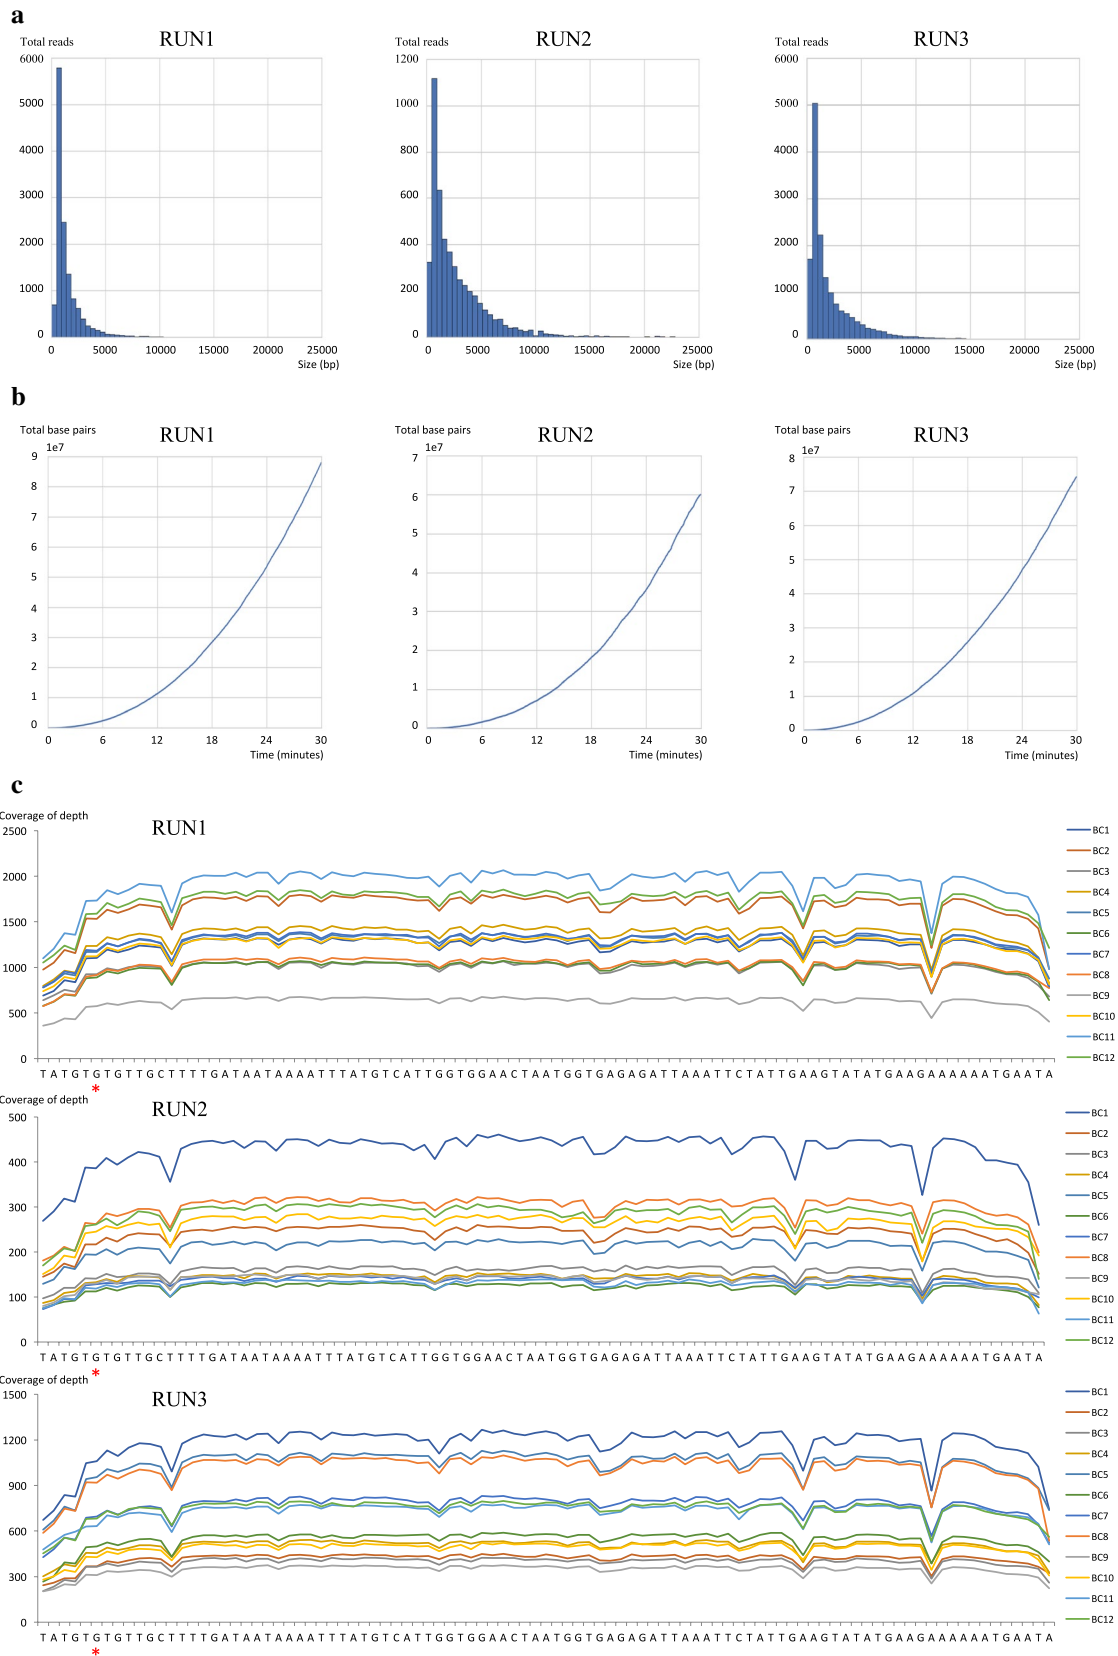 a
Total reads RUN1
6000
5000
4000
3000
2000
1000
0
0 5000 10000 15000 20000 25000
Size (bp)
Total reads RUN2
1200
1000
800
600
400
200
0
0 5000 10000 15000 20000 25000
Size (bp)
Total reads RUN3
6000
5000
4000
3000
2000
1000
0
0 5000 10000 15000 20000 25000
Size (bp)
b
Total base pairs RUN1
1e7
9
8
7
6
5
4
3
2
1
0
0 6 12 18 24 30
Time (minutes)
Total base pairs RUN2
1e7
7
6
5
4
3
2
1
0
0 6 12 18 24 30
Time (minutes)
Total base pairs RUN3
1e7
8
7
6
5
4
3
2
1
0
0 6 12 18 24 30
Time (minutes)
c
Coverage of depth
RUN1
2500
2000
1500
1000
500
0
T A T G T G T G T T G C T T T T G A T A A T A A A A T T T A T G T C A T T G G T G G A A C T A A T G G T G A G A G A T T A A A T T C T A T T G A A G T A T A T G A A G A A A A A A T G A A T A
*
BC1
BC2
BC3
BC4
BC5
BC6
BC7
BC8
BC9
BC10
BC11
BC12
Coverage of depth
RUN2
500
400
300
200
100
0
T A T G T G T G T T G C T T T T G A T A A T A A A A T T T A T G T C A T T G G T G G A A C T A A T G G T G A G A G A T T A A A T T C T A T T G A A G T A T A T G A A G A A A A A A T G A A T A
*
BC1
BC2
BC3
BC4
BC5
BC6
BC7
BC8
BC9
BC10
BC11
BC12
Coverage of depth
RUN3
1500
1200
900
600
300
0
T A T G T G T G T T G C T T T T G A T A A T A A A A T T T A T G T C A T T G G T G G A A C T A A T G G T G A G A G A T T A A A T T C T A T T G A A G T A T A T G A A G A A A A A A T G A A T A
*
BC1
BC2
BC3
BC4
BC5
BC6
BC7
BC8
BC9
BC10
BC11
BC12